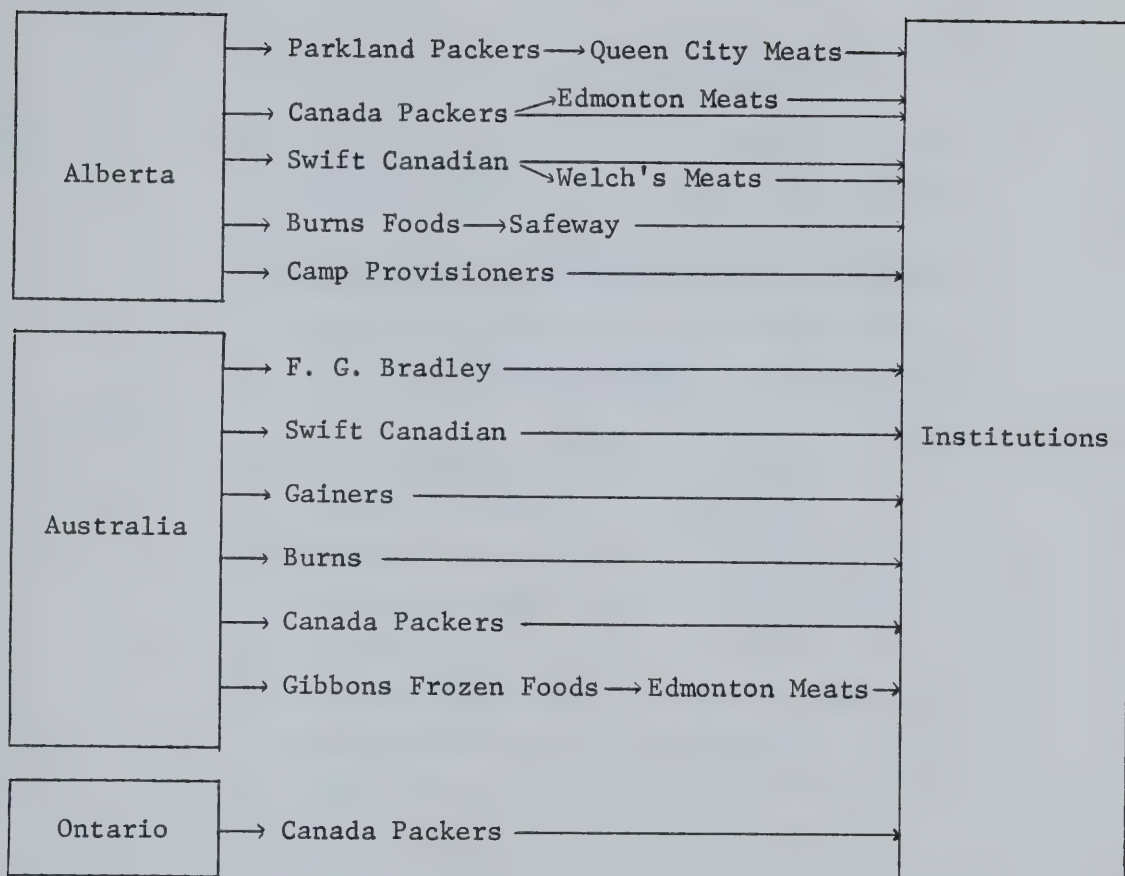 Parkland Packers Queen City Meats
Edmonton Meats
Canada Packers
Swift Canadian
Alberta
Welch's Meats
Burns Foods Safeway
Camp Provisioners
F. G. Bradley
Swift Canadian
Institutions
Gainers
Australia
Burns
Canada Packers
Gibbons Frozen Foods Edmonton Meats
Ontario
Canada Packers